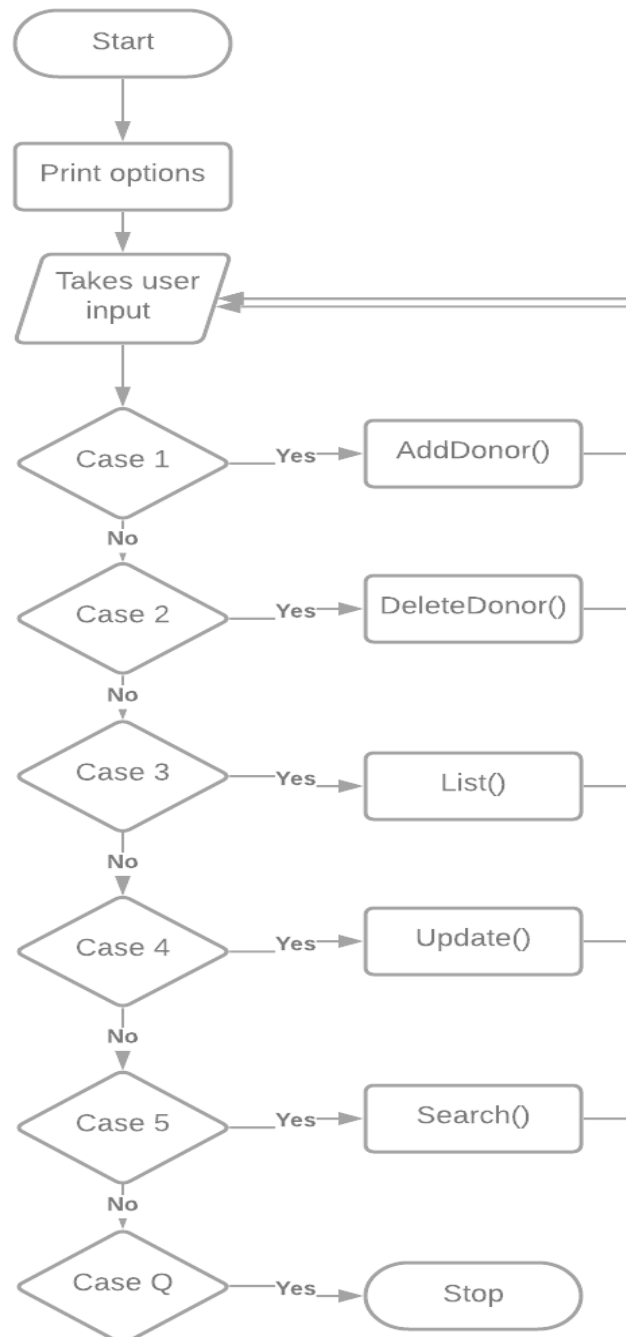 Start
Print options
Takes user
input
Case 1
Yes
AddDonor()
No
Case 2
Yes
DeleteDonor()
No
Case 3
Yes
List()
No
Case 4
Yes
Update()
No
Case 5
Yes
Search()
No
Case Q
Yes
Stop